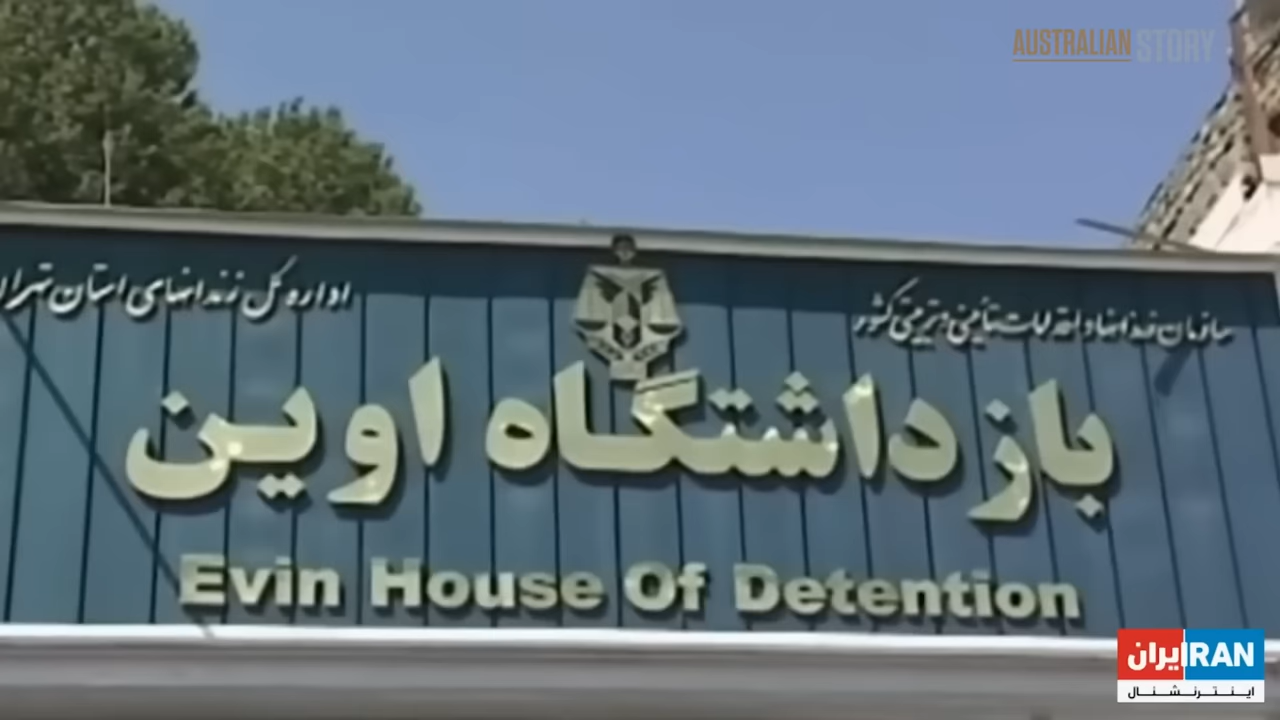 AUSTRALIAN STORY
سازمان زندانها و اقدامات تأمینی و تربیتی کشور
اداره کل زندانهای استان تهران
بازداشتگاه اوین
Evin House Of Detention
ایران IRAN
اینترنشنال